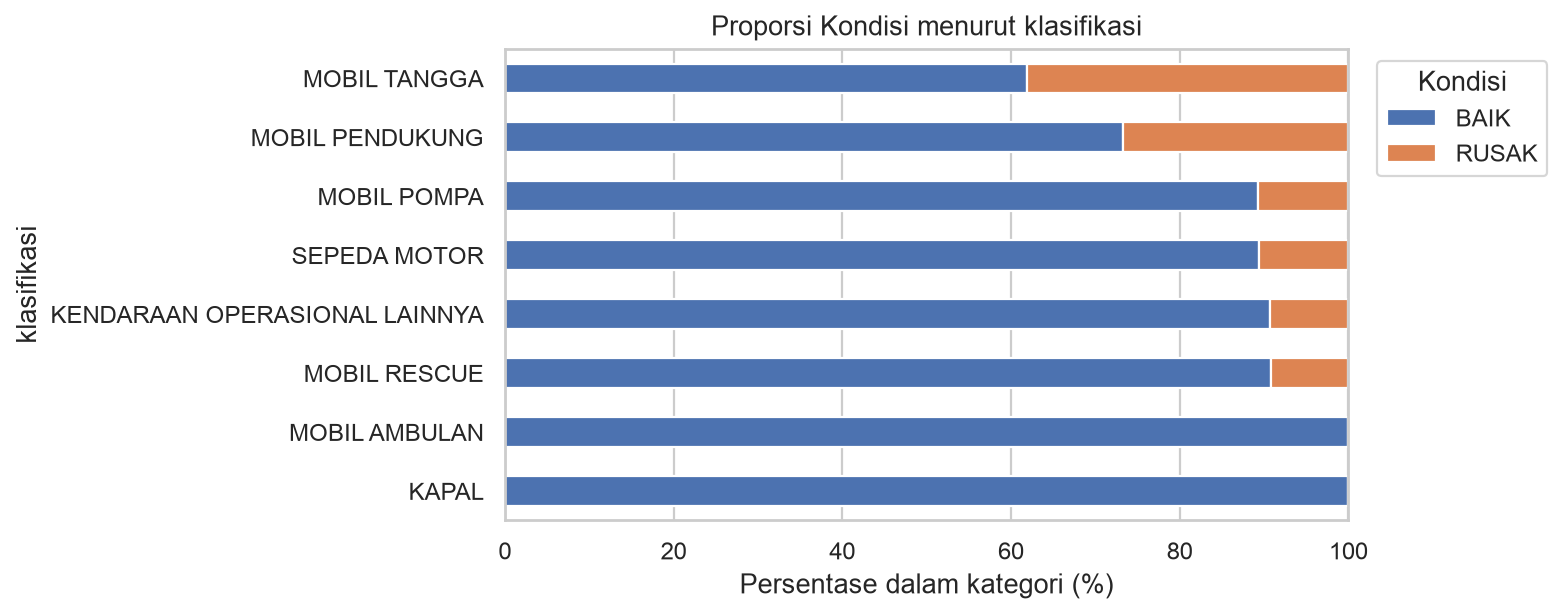 Proporsi Kondisi menurut klasifikasi
MOBIL TANGGA
MOBIL PENDUKUNG
MOBIL POMPA
SEPEDA MOTOR
KENDARAAN OPERASIONAL LAINNYA
MOBIL RESCUE
MOBIL AMBULAN
KAPAL
klasifikasi
0 20 40 60 80 100
Persentase dalam kategori (%)
Kondisi
BAIK
RUSAK